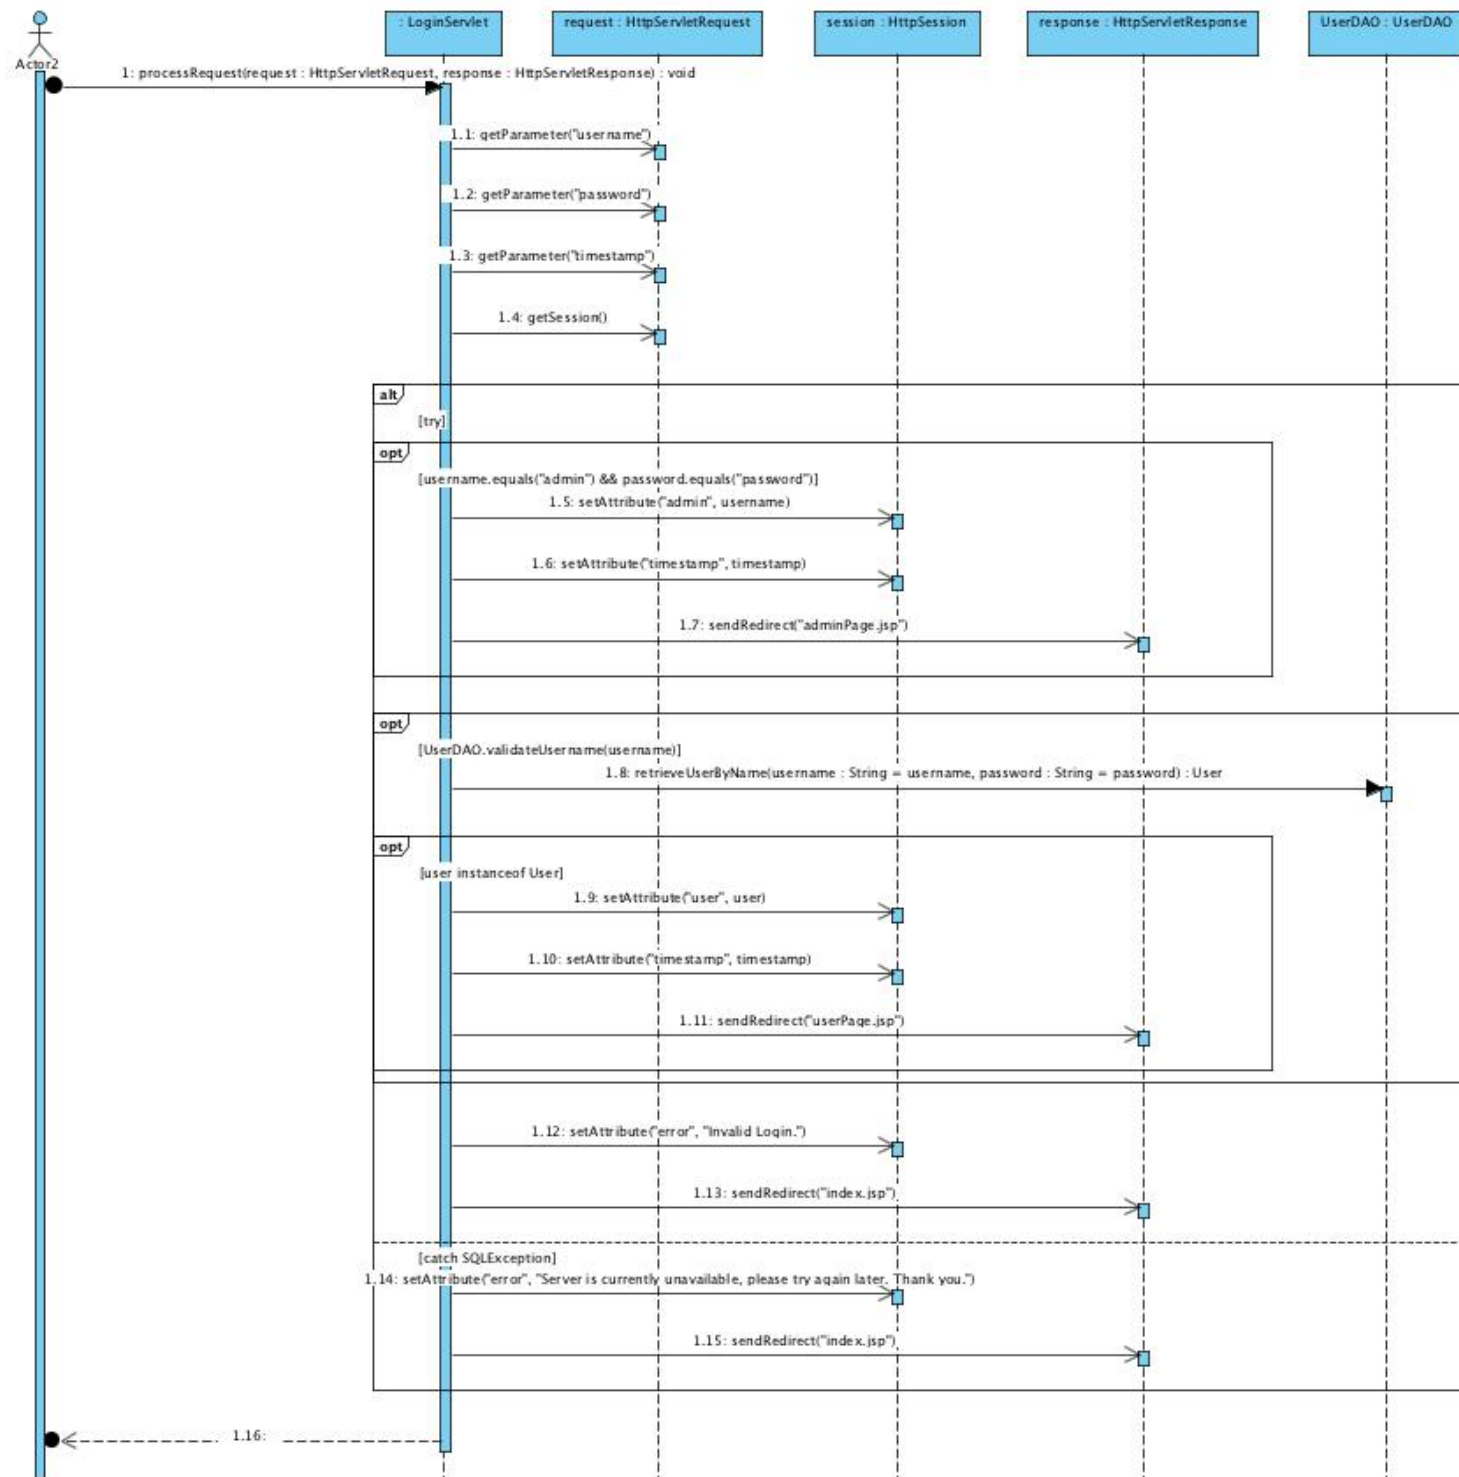 : LoginServlet
request : HttpServletRequest
session : HttpSession
response : HttpServletResponse
UserDAO : UserDAO
Actor2
1: processRequest(request : HttpServletRequest, response : HttpServletResponse) : void
1.1: getParameter("username")
1.2: getParameter("password")
1.3: getParameter("timestamp")
1.4: getSession()
alt
[try]
opt
[username.equals("admin") && password.equals("password")]
1.5: setAttribute("admin", username)
1.6: setAttribute("timestamp", timestamp)
1.7: sendRedirect("adminPage.jsp")
opt
[UserDAO.validateUsername(username)]
1.8: retrieveUserByName(username : String = username, password : String = password) : User
opt
[user instanceof User]
1.9: setAttribute("user", user)
1.10: setAttribute("timestamp", timestamp)
1.11: sendRedirect("userPage.jsp")
1.12: setAttribute("error", "Invalid Login.")
1.13: sendRedirect("index.jsp")
[catch SQLException]
1.14: setAttribute("error", "Server is currently unavailable, please try again later. Thank you.")
1.15: sendRedirect("index.jsp")
1.16: